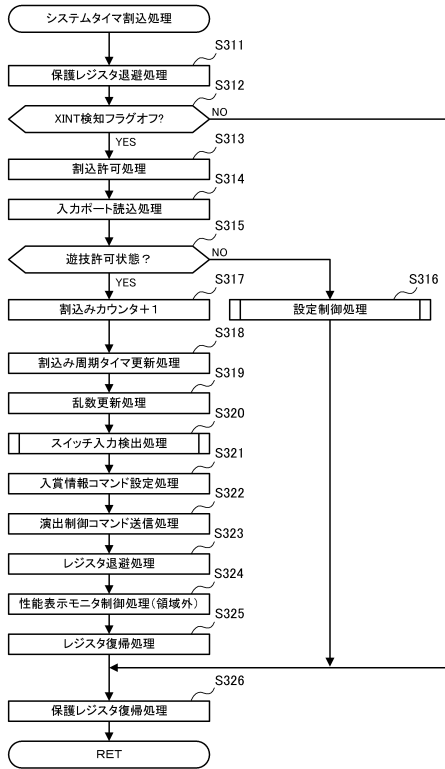 システムタイマ割込処理
S311
保護レジスタ退避処理
S312
XINT検知フラグオフ?
NO
YES
S313
割込許可処理
S314
入力ポート読込処理
S315
遊技許可状態？
NO
YES
S317
割込みカウンタ＋１
S316
設定制御処理
S318
割込み周期タイマ更新処理
S319
乱数更新処理
S320
スイッチ入力検出処理
S321
入賞情報コマンド設定処理
S322
演出制御コマンド送信処理
S323
レジスタ退避処理
S324
性能表示モニタ制御処理(領域外)
S325
レジスタ復帰処理
S326
保護レジスタ復帰処理
RET